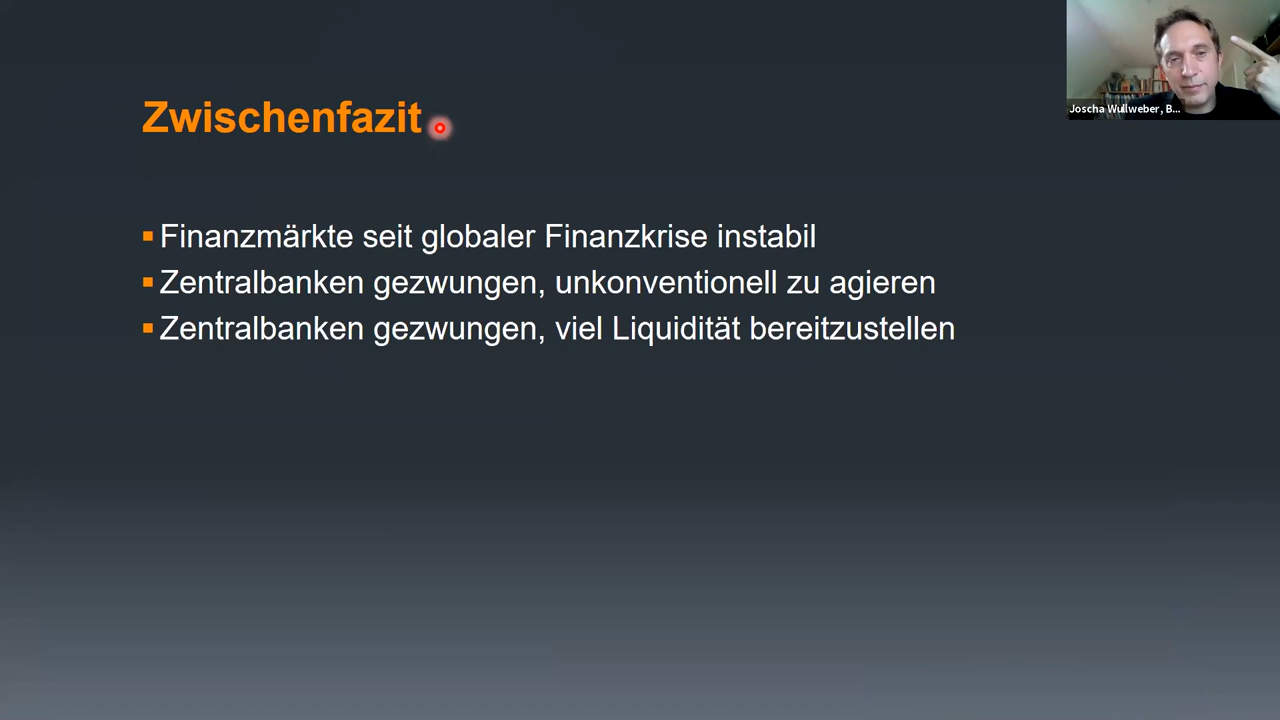 Zwischenfazit
Joscha Wullweber, B...
Finanzmärkte seit globaler Finanzkrise instabil
Zentralbanken gezwungen, unkonventionell zu agieren
Zentralbanken gezwungen, viel Liquidität bereitzustellen